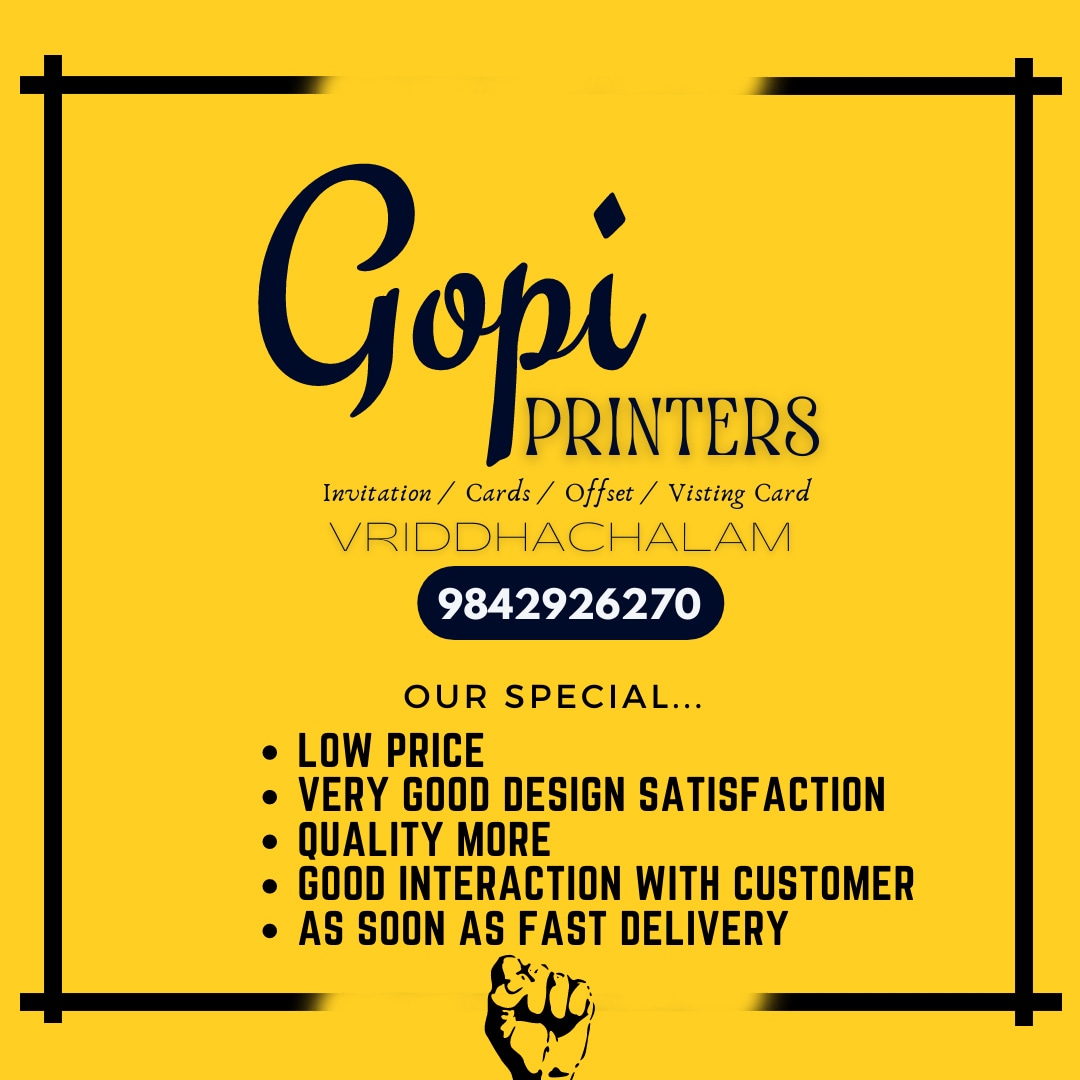 Gopi
PRINTERS
Invitation / Cards / Offset / Visting Card
VRIDDHACHALAM
9842926270
OUR SPECIAL...
• LOW PRICE
• VERY GOOD DESIGN SATISFACTION
• QUALITY MORE
• GOOD INTERACTION WITH CUSTOMER
• AS SOON AS FAST DELIVERY